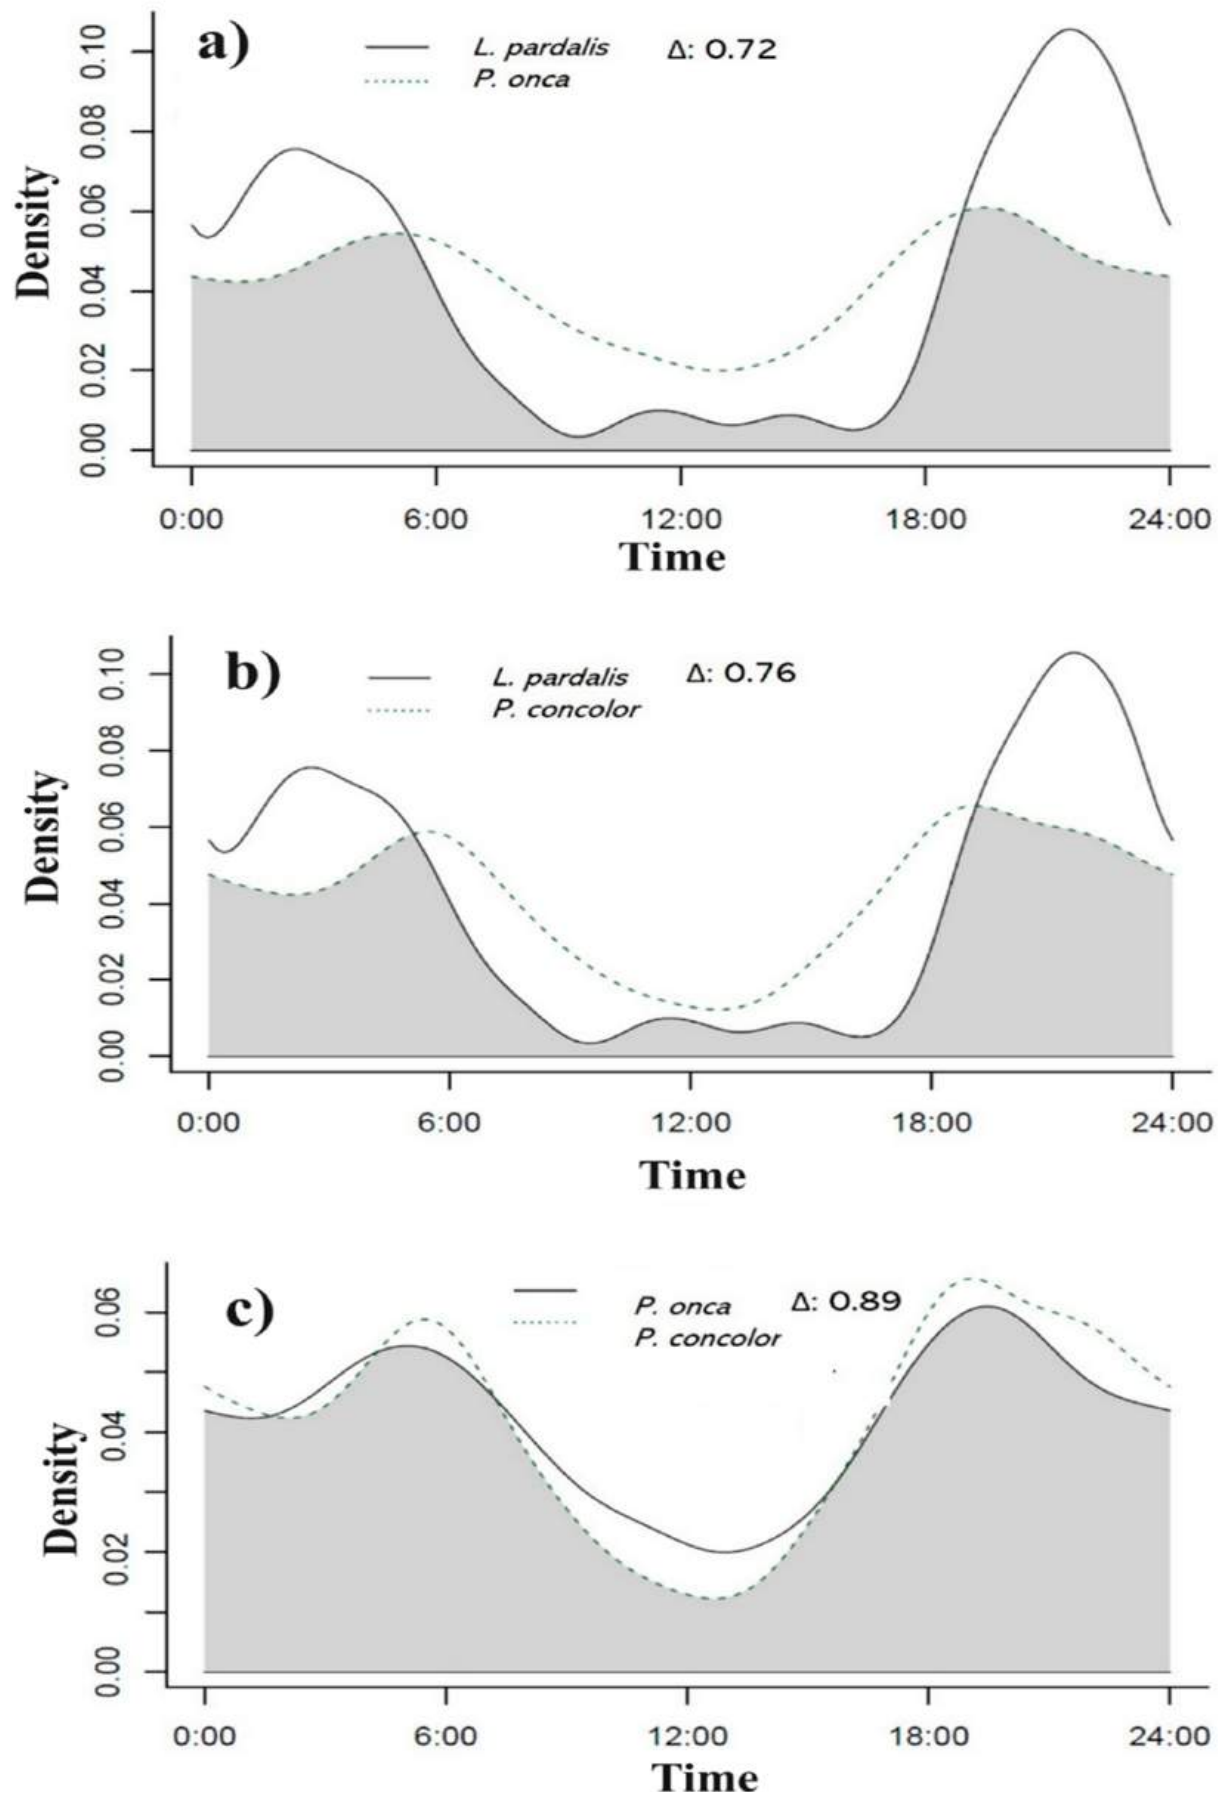 a)
L. pardalis Δ: 0.72
P. onca
Density
0.00 0.02 0.04 0.06 0.08 0.10
0:00 6:00 12:00 18:00 24:00
Time
b)
L. pardalis Δ: 0.76
P. concolor
Density
0.00 0.02 0.04 0.06 0.08 0.10
0:00 6:00 12:00 18:00 24:00
Time
c)
P. onca Δ: 0.89
P. concolor
Density
0.00 0.02 0.04 0.06
0:00 6:00 12:00 18:00 24:00
Time